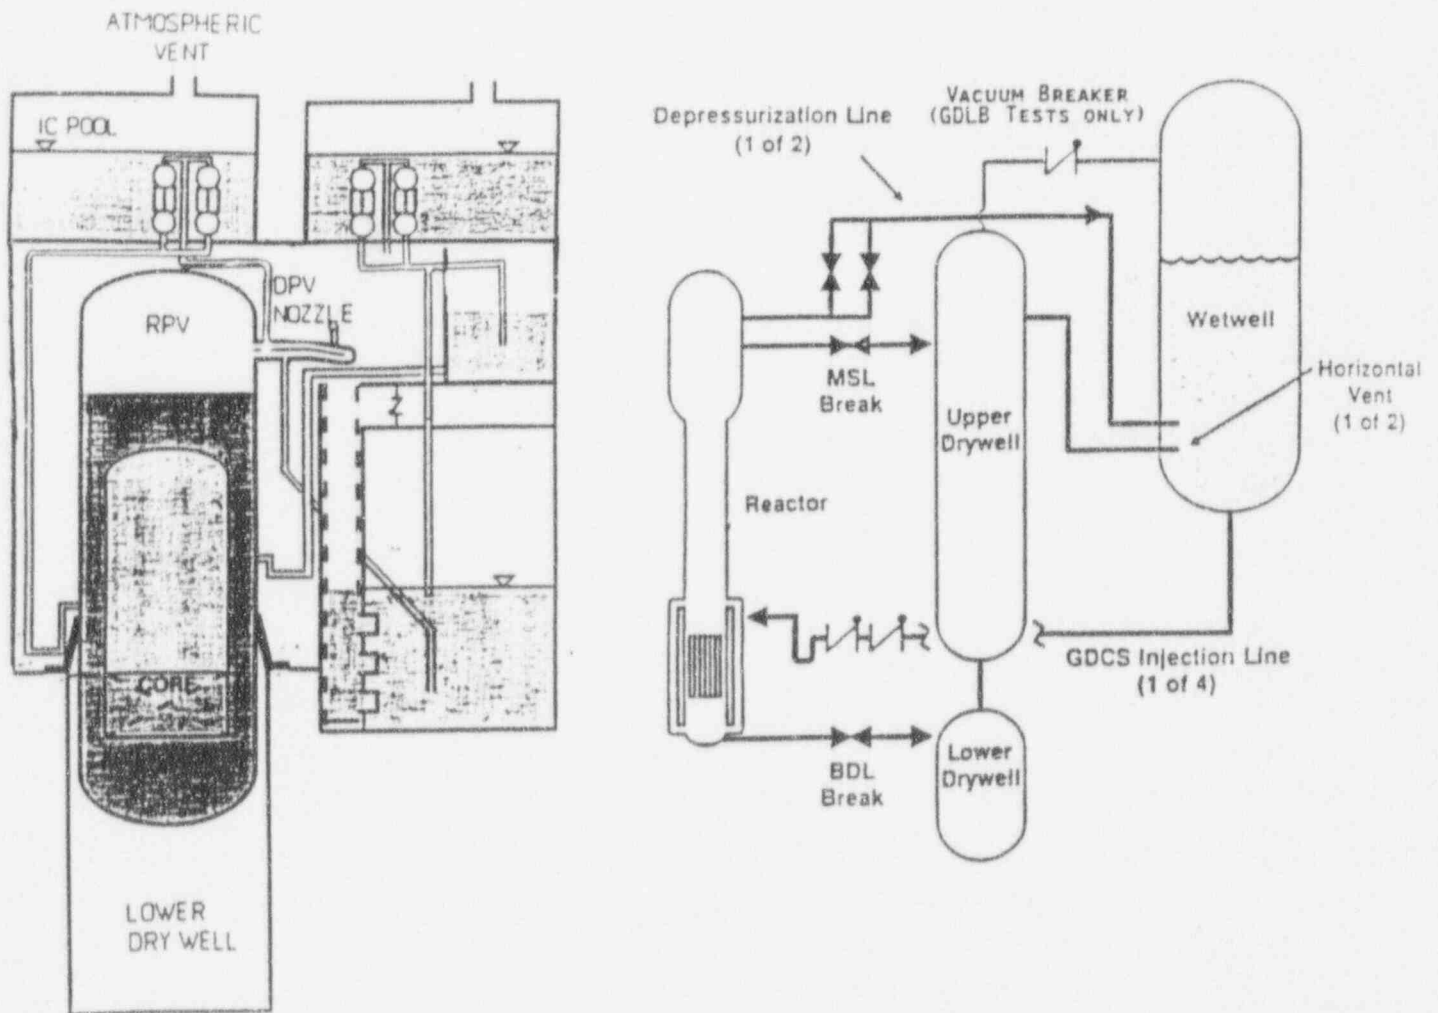 ATMOSPHERIC
VENT
IC POOL
DPV
NOZZLE
RPV
CORE
LOWER
DRY WELL
Depressurization Line
(1 of 2)
VACUUM BREAKER
(GDLB TESTS ONLY)
Wetwell
MSL
Break
Upper
Drywell
Horizontal
Vent
(1 of 2)
Reactor
GDCS Injection Line
(1 of 4)
BDL
Break
Lower
Drywell